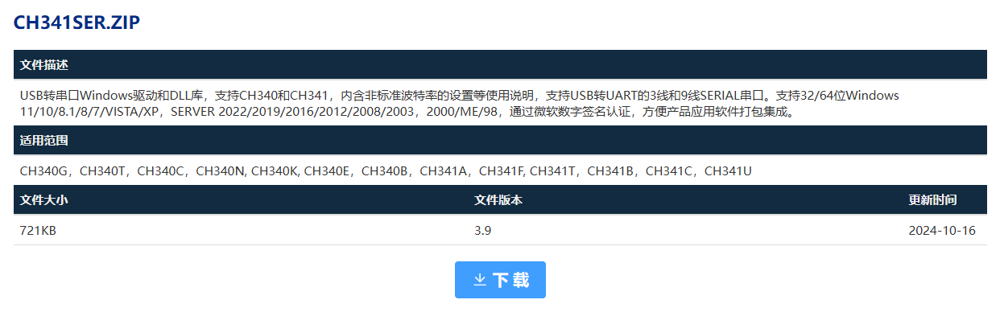 CH341SER.ZIP
文件描述
USB转串口Windows驱动和DLL库，支持CH340和CH341，内含非标准波特率的设置等使用说明，支持USB转UART的3线和9线SERIAL串口。支持32/64位Windows
11/10/8.1/8/7/VISTA/XP，SERVER 2022/2019/2016/2012/2008/2003，2000/ME/98，通过微软数字签名认证，方便产品应用软件打包集成。
适用范围
CH340G，CH340T，CH340C，CH340N, CH340K, CH340E，CH340B，CH341A，CH341F, CH341T，CH341B，CH341C，CH341U
文件大小 文件版本 更新时间
721KB 3.9 2024-10-16
下载